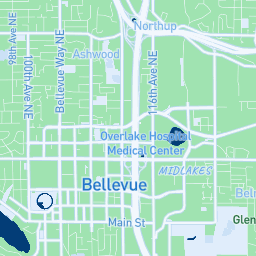 Northup
Ashwood
98th Ave NE
100th Ave NE
Bellevue Way NE
116th Ave NE
Overlake Hospital
Medical Center
MIDLAKES
Bellevue
Main St
Glen